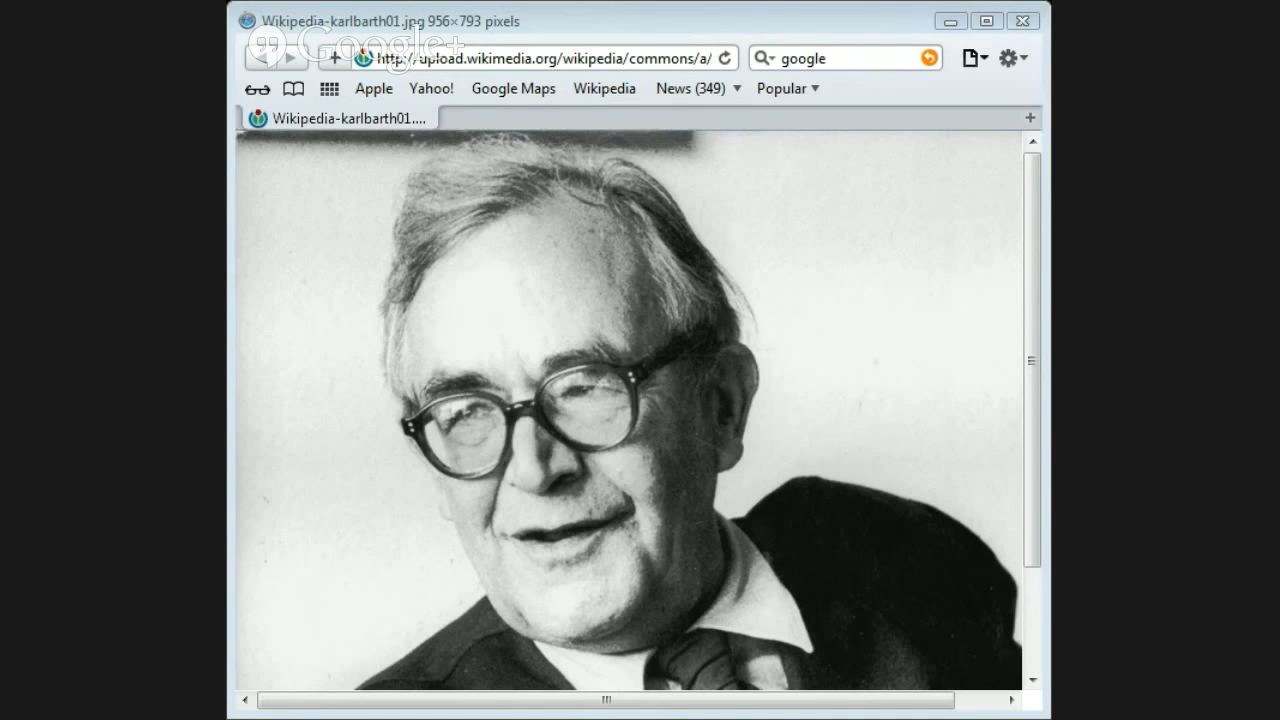 Wikipedia-karlbarth01.jpg 956×793 pixels
Google+
http://upload.wikimedia.org/wikipedia/commons/a/
google
Apple Yahoo! Google Maps Wikipedia News (349) Popular
Wikipedia-karlbarth01....